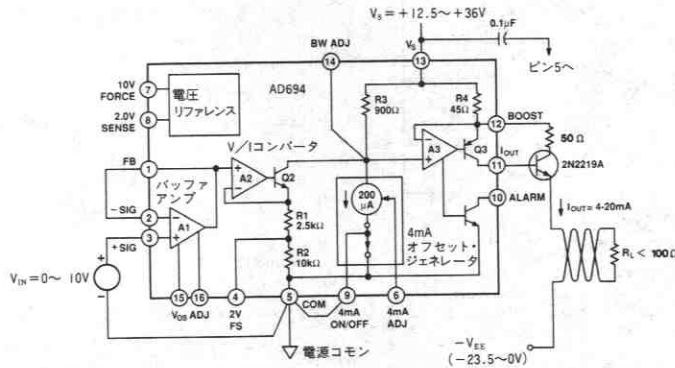 Vs=+12.5〜+36V
0.1μF
ピン5へ
BW ADJ
Vs
14
13
7
10V
FORCE
電圧
リファレンス
AD694
R3
900Ω
R4
45Ω
12
BOOST
6
2.0V
SENSE
50Ω
V/Iコンバータ
A3
Q3
IOUT
11
2N2219A
FB
1
バッファ
アンプ
A2
Q2
200
μA
10
ALARM
IOUT=4-20mA
−SIG
2
R1
2.5kΩ
4mA
オフセット・
ジェネレータ
+SIG
3
A1
R2
10kΩ
RL<100Ω
VIN=0〜10V
15
16
4
5
COM
9
6
VOS ADJ
2V
FS
4mA
ON/OFF
4mA
ADJ
−VEE
(−23.5〜0V)
電源コモン